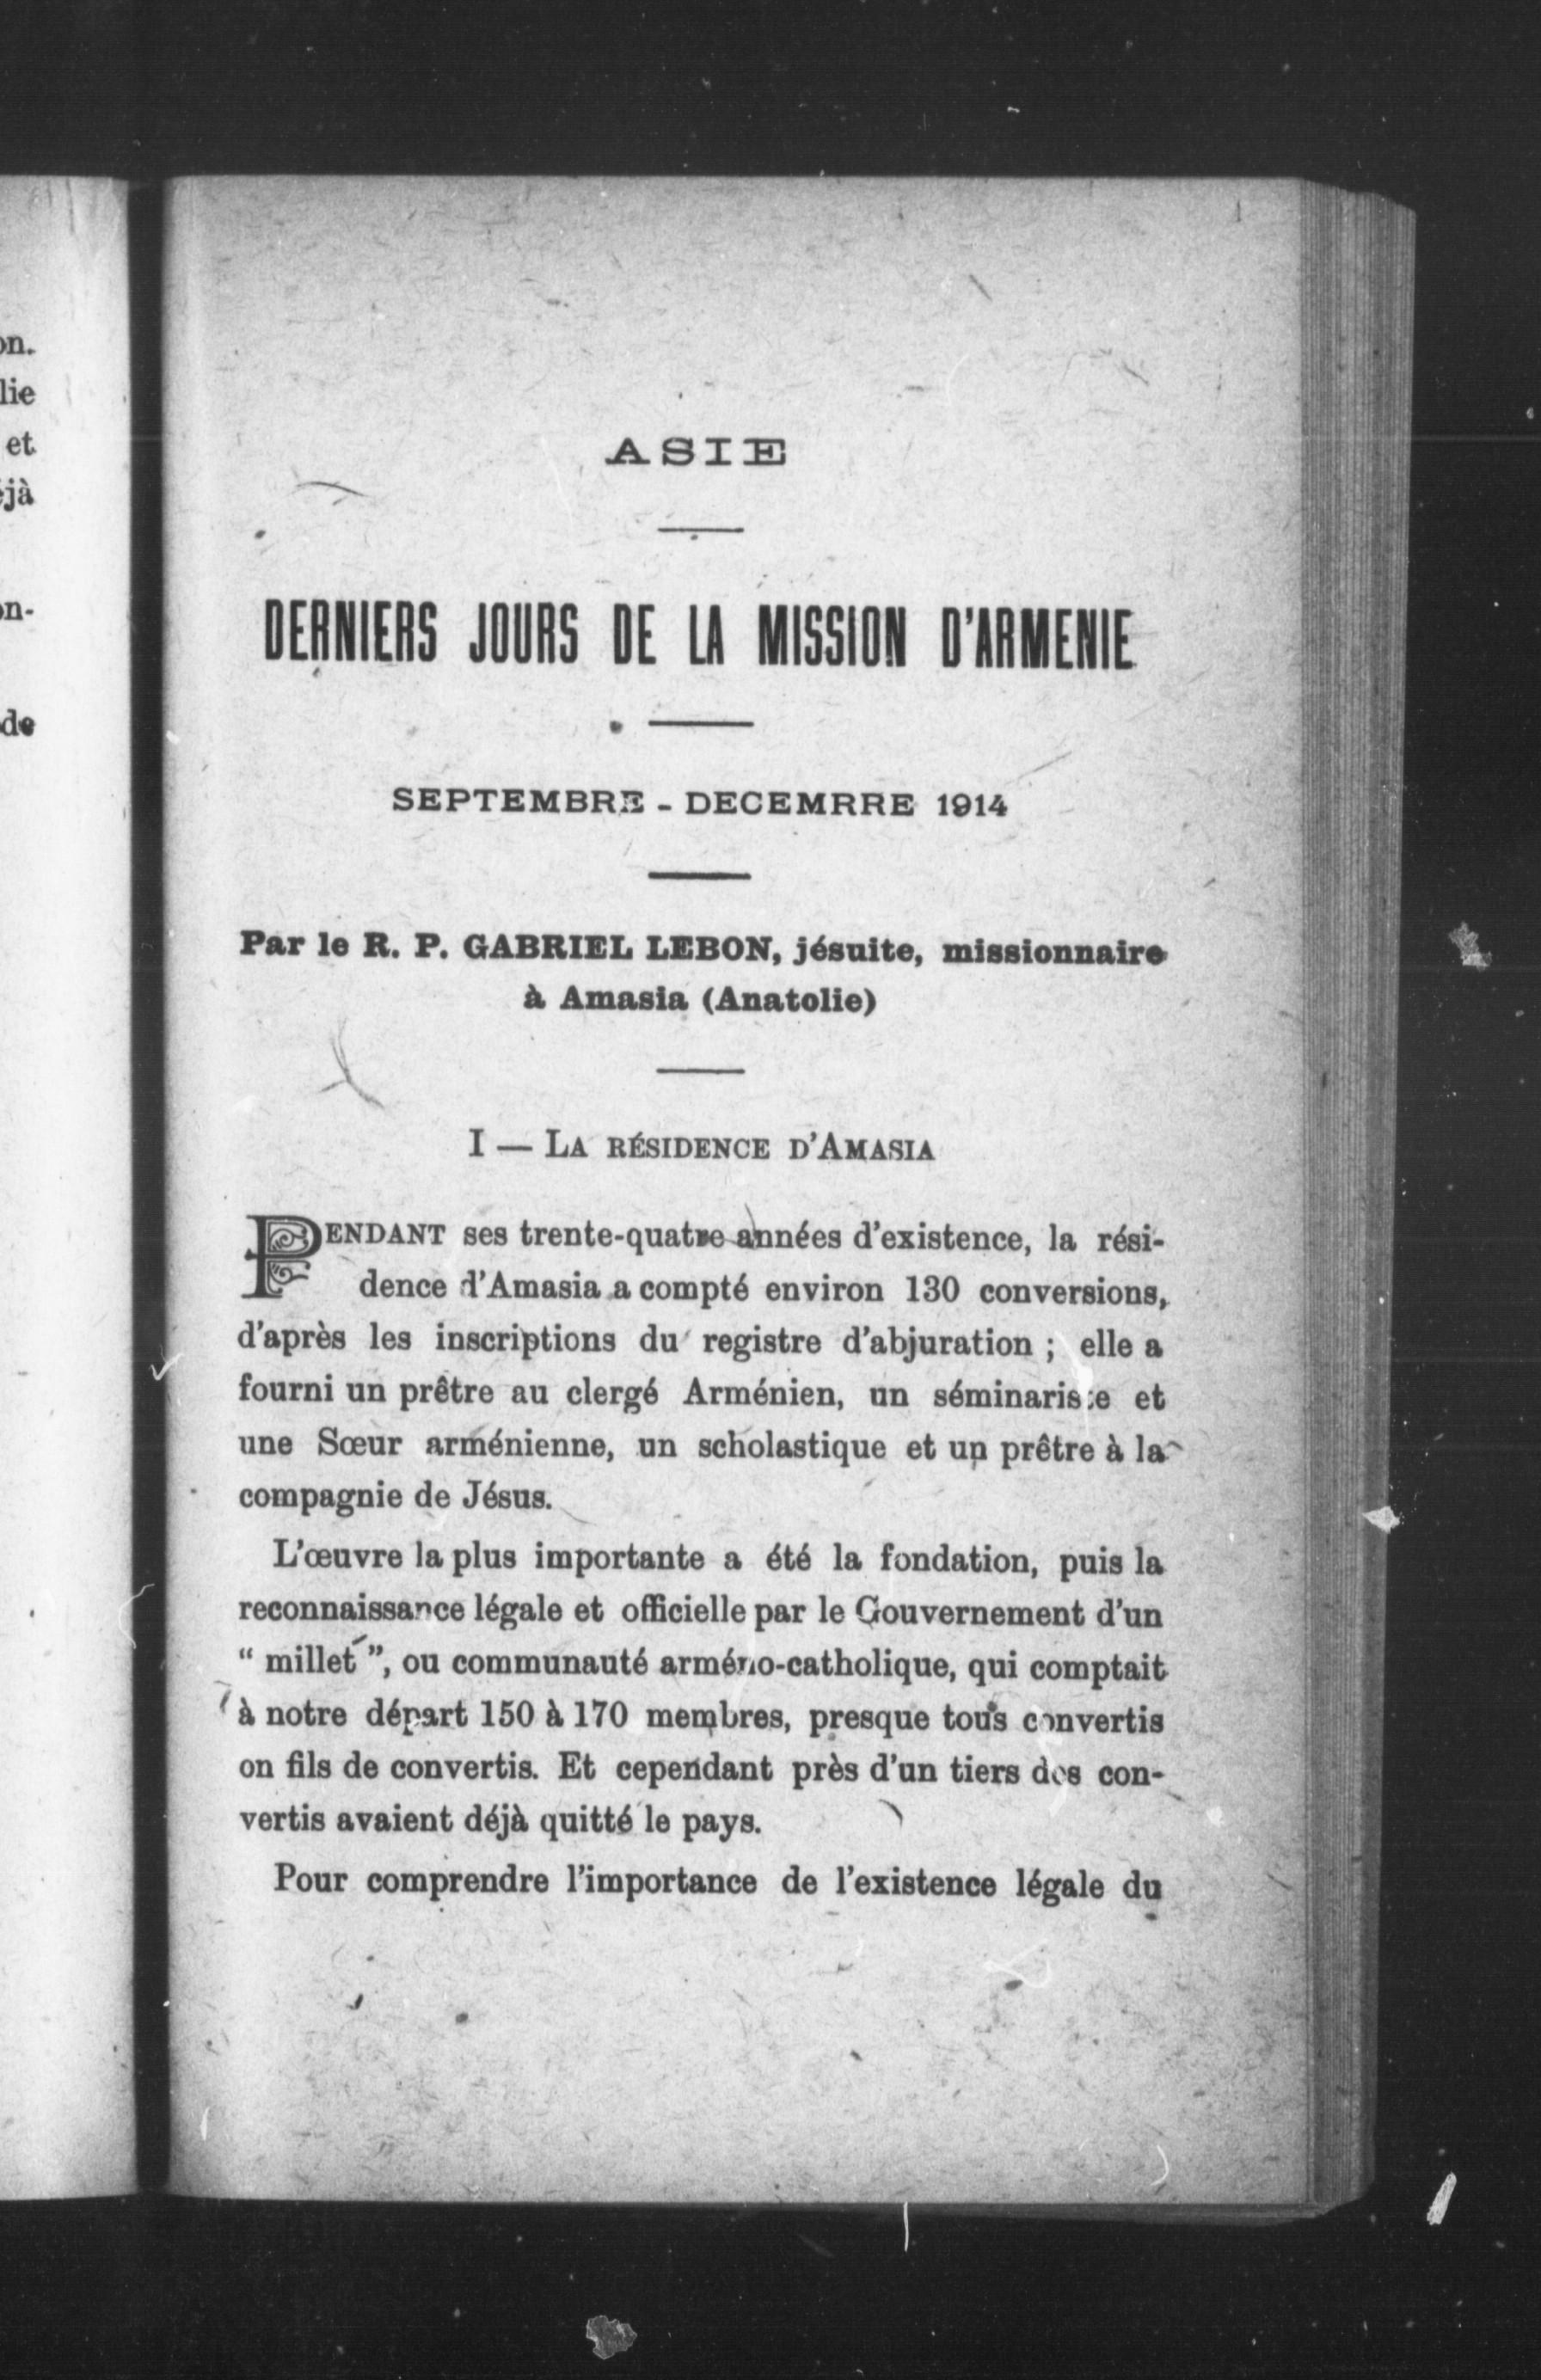 on.
lie
et
éjà
on-
de
ASIE
DERNIERS JOURS DE LA MISSION D'ARMENIE
SEPTEMBRE - DECEMRRE 1914
Par le R. P. GABRIEL LEBON, jésuite, missionnaire
à Amasia (Anatolie)
I — LA RÉSIDENCE D'AMASIA
PENDANT ses trente-quatre années d'existence, la rési-
dence d'Amasia a compté environ 130 conversions,
d'après les inscriptions du registre d'abjuration ; elle a
fourni un prêtre au clergé Arménien, un séminariste et
une Sœur arménienne, un scholastique et un prêtre à la
compagnie de Jésus.
L'œuvre la plus importante a été la fondation, puis la
reconnaissance légale et officielle par le Gouvernement d'un
“ millet ”, ou communauté arméno-catholique, qui comptait
à notre départ 150 à 170 membres, presque tous convertis
on fils de convertis. Et cependant près d'un tiers des con-
vertis avaient déjà quitté le pays.
Pour comprendre l'importance de l'existence légale du